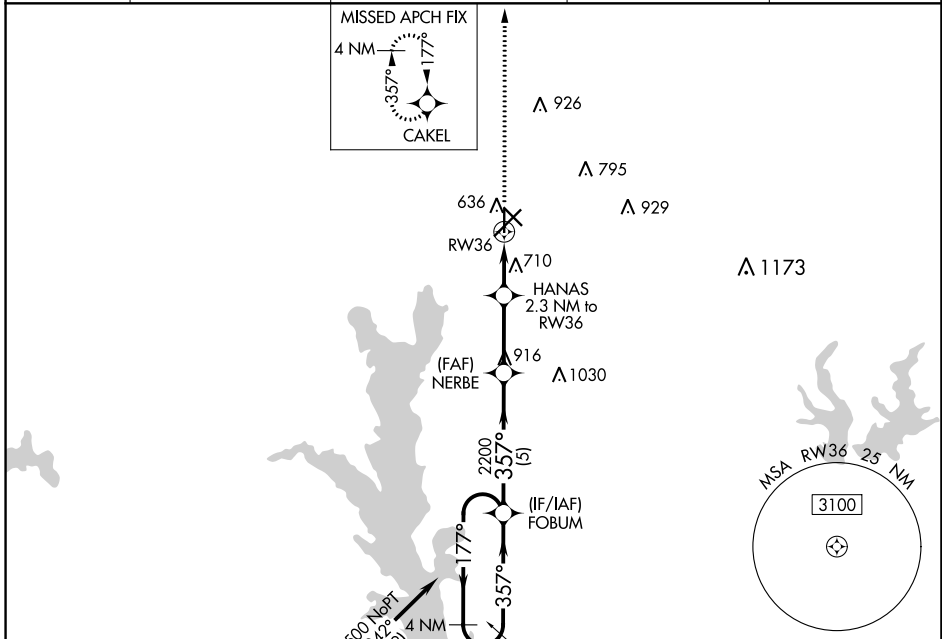 MISSED APCH FIX
4 NM
177°
357°
CAKEL
926
795
636
929
RW36
710
1173
HANAS
2.3 NM to
RW36
916
(FAF)
NERBE
1030
2200
357°
(5)
MSA RW36 25 NM
3100
(IF/IAF)
FOBUM
177°
357°
NoPT
4 NM